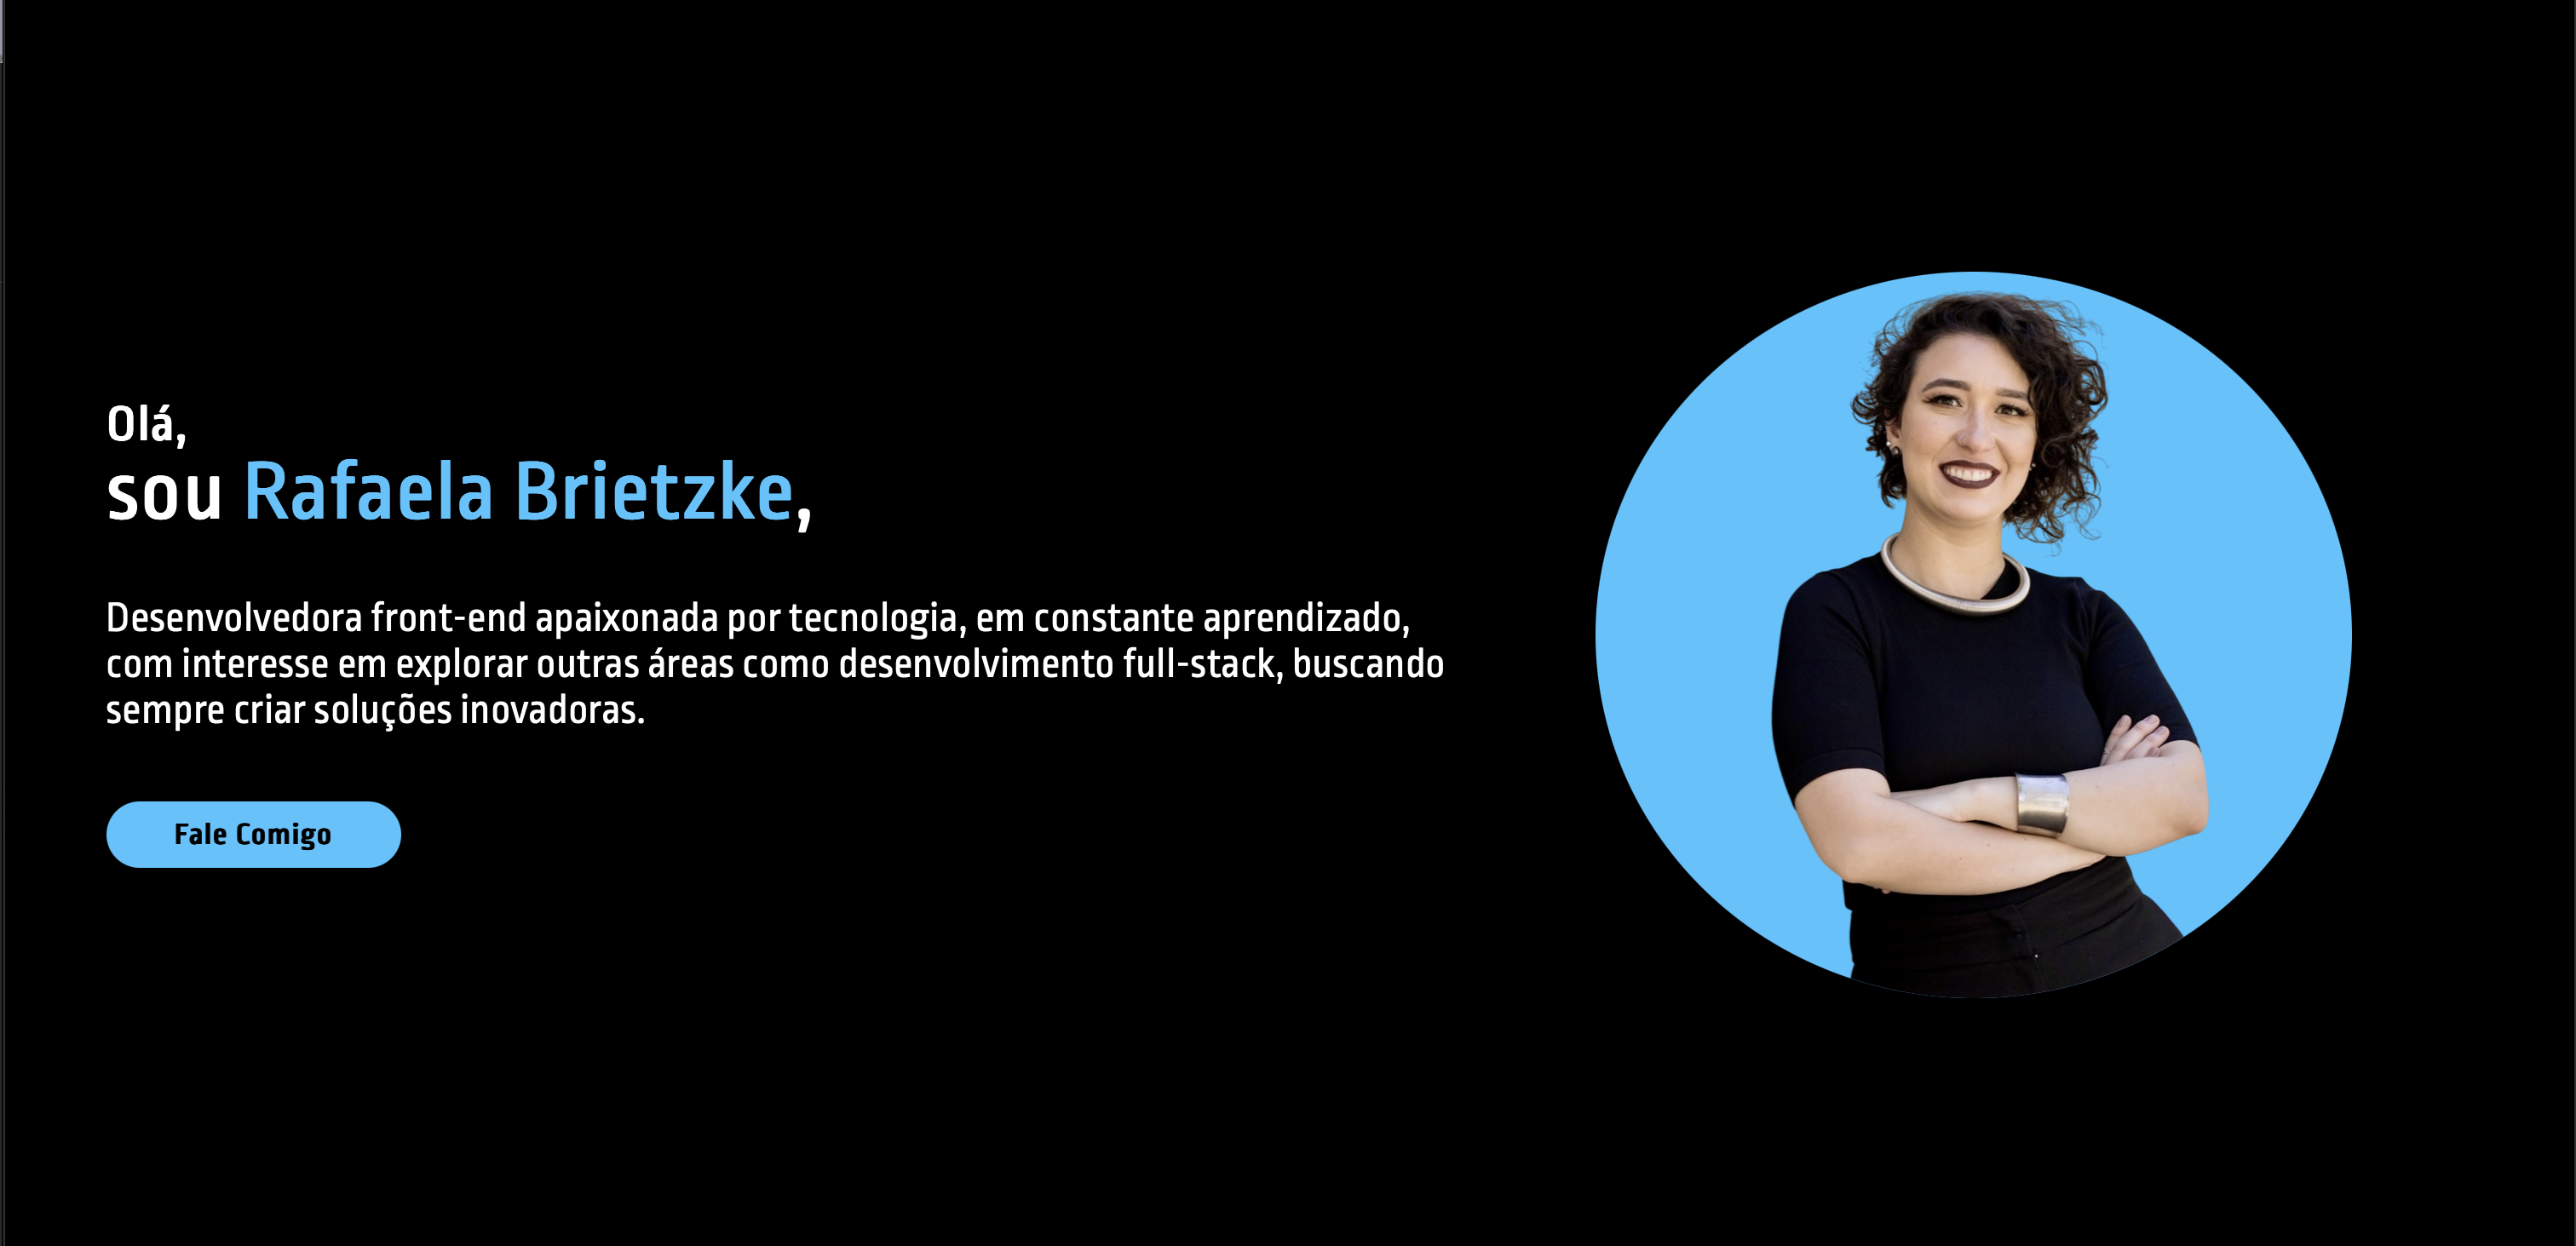 Olá,
sou Rafaela Brietzke,
Desenvolvedora front-end apaixonada por tecnologia, em constante aprendizado,
com interesse em explorar outras áreas como desenvolvimento full-stack, buscando
sempre criar soluções inovadoras.
Fale Comigo